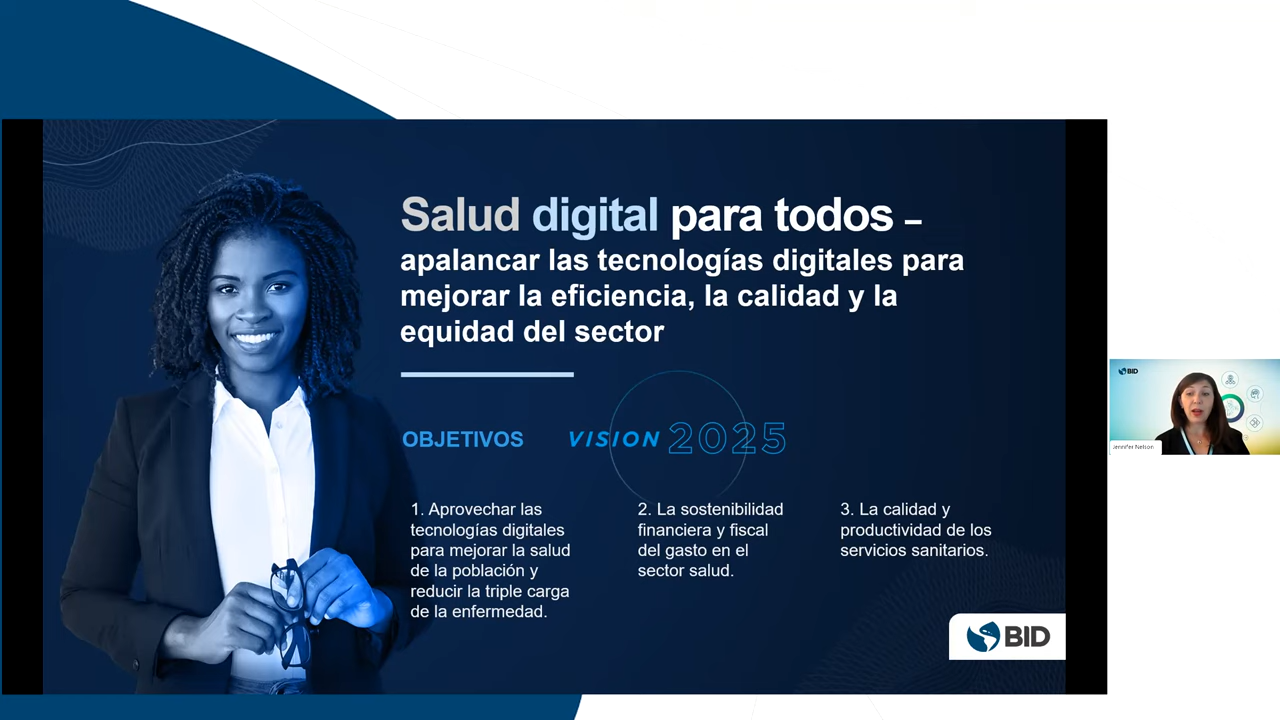 Salud digital para todos –
apalancar las tecnologías digitales para
mejorar la eficiencia, la calidad y la
equidad del sector
OBJETIVOS
VISION 2025
1. Aprovechar las
tecnologías digitales
para mejorar la salud
de la población y
reducir la triple carga
de la enfermedad.
2. La sostenibilidad
financiera y fiscal
del gasto en el
sector salud.
3. La calidad y
productividad de los
servicios sanitarios.
BID
BID
Jennifer Nelson